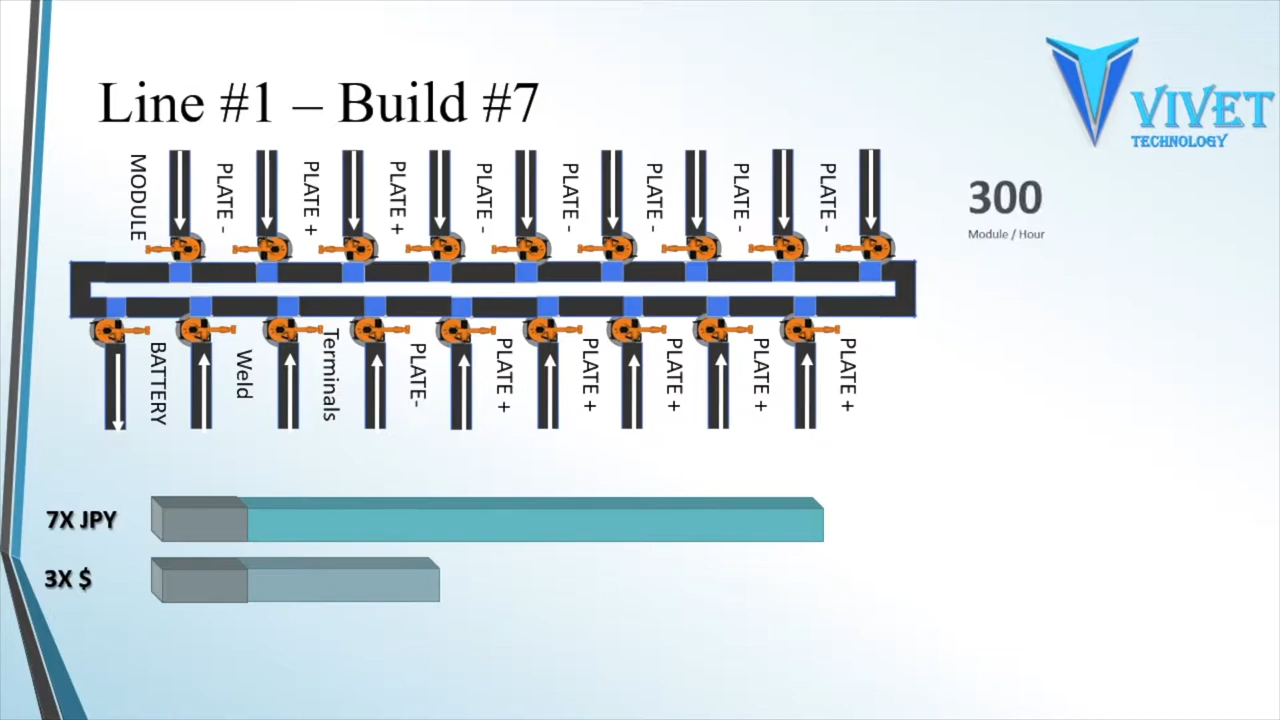 Line #1 – Build #7
VIVET
TECHNOLOGY
MODULE
PLATE -
PLATE +
PLATE +
PLATE -
PLATE -
PLATE -
PLATE -
PLATE -
300
Module / Hour
BATTERY
Weld
Terminals
PLATE-
PLATE +
PLATE +
PLATE +
PLATE +
PLATE +
7X JPY
3X $